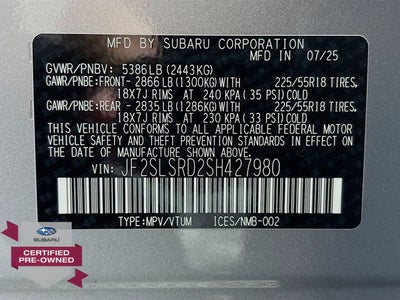 MFD BY SUBARU CORPORATION
MFD IN 07/25
GVWR/PNBV: 5386LB(2443KG)
GAWR/PNBE:FRONT- 2866LB(1300KG)WITH 225/55R18 TIRES,
18X7J RIMS AT 240 KPA(35 PSI)COLD
GAWR/PNBE:REAR - 2835LB(1286KG)WITH 225/55R18 TIRES,
18X7J RIMS AT 230 KPA(33 PSI)COLD
THIS VEHICLE CONFORMS TO ALL APPLICABLE FEDERAL MOTOR
VEHICLE SAFETY, BUMPER, AND THEFT PREVENTION STANDARDS
IN EFFECT ON THE DATE OF MANUFACTURE SHOWN ABOVE.
VIN: JF2SLSRD2SH427980
TYPE:MPV/VTUM ICES/NMB-002
SUBARU
CERTIFIED
PRE-OWNED